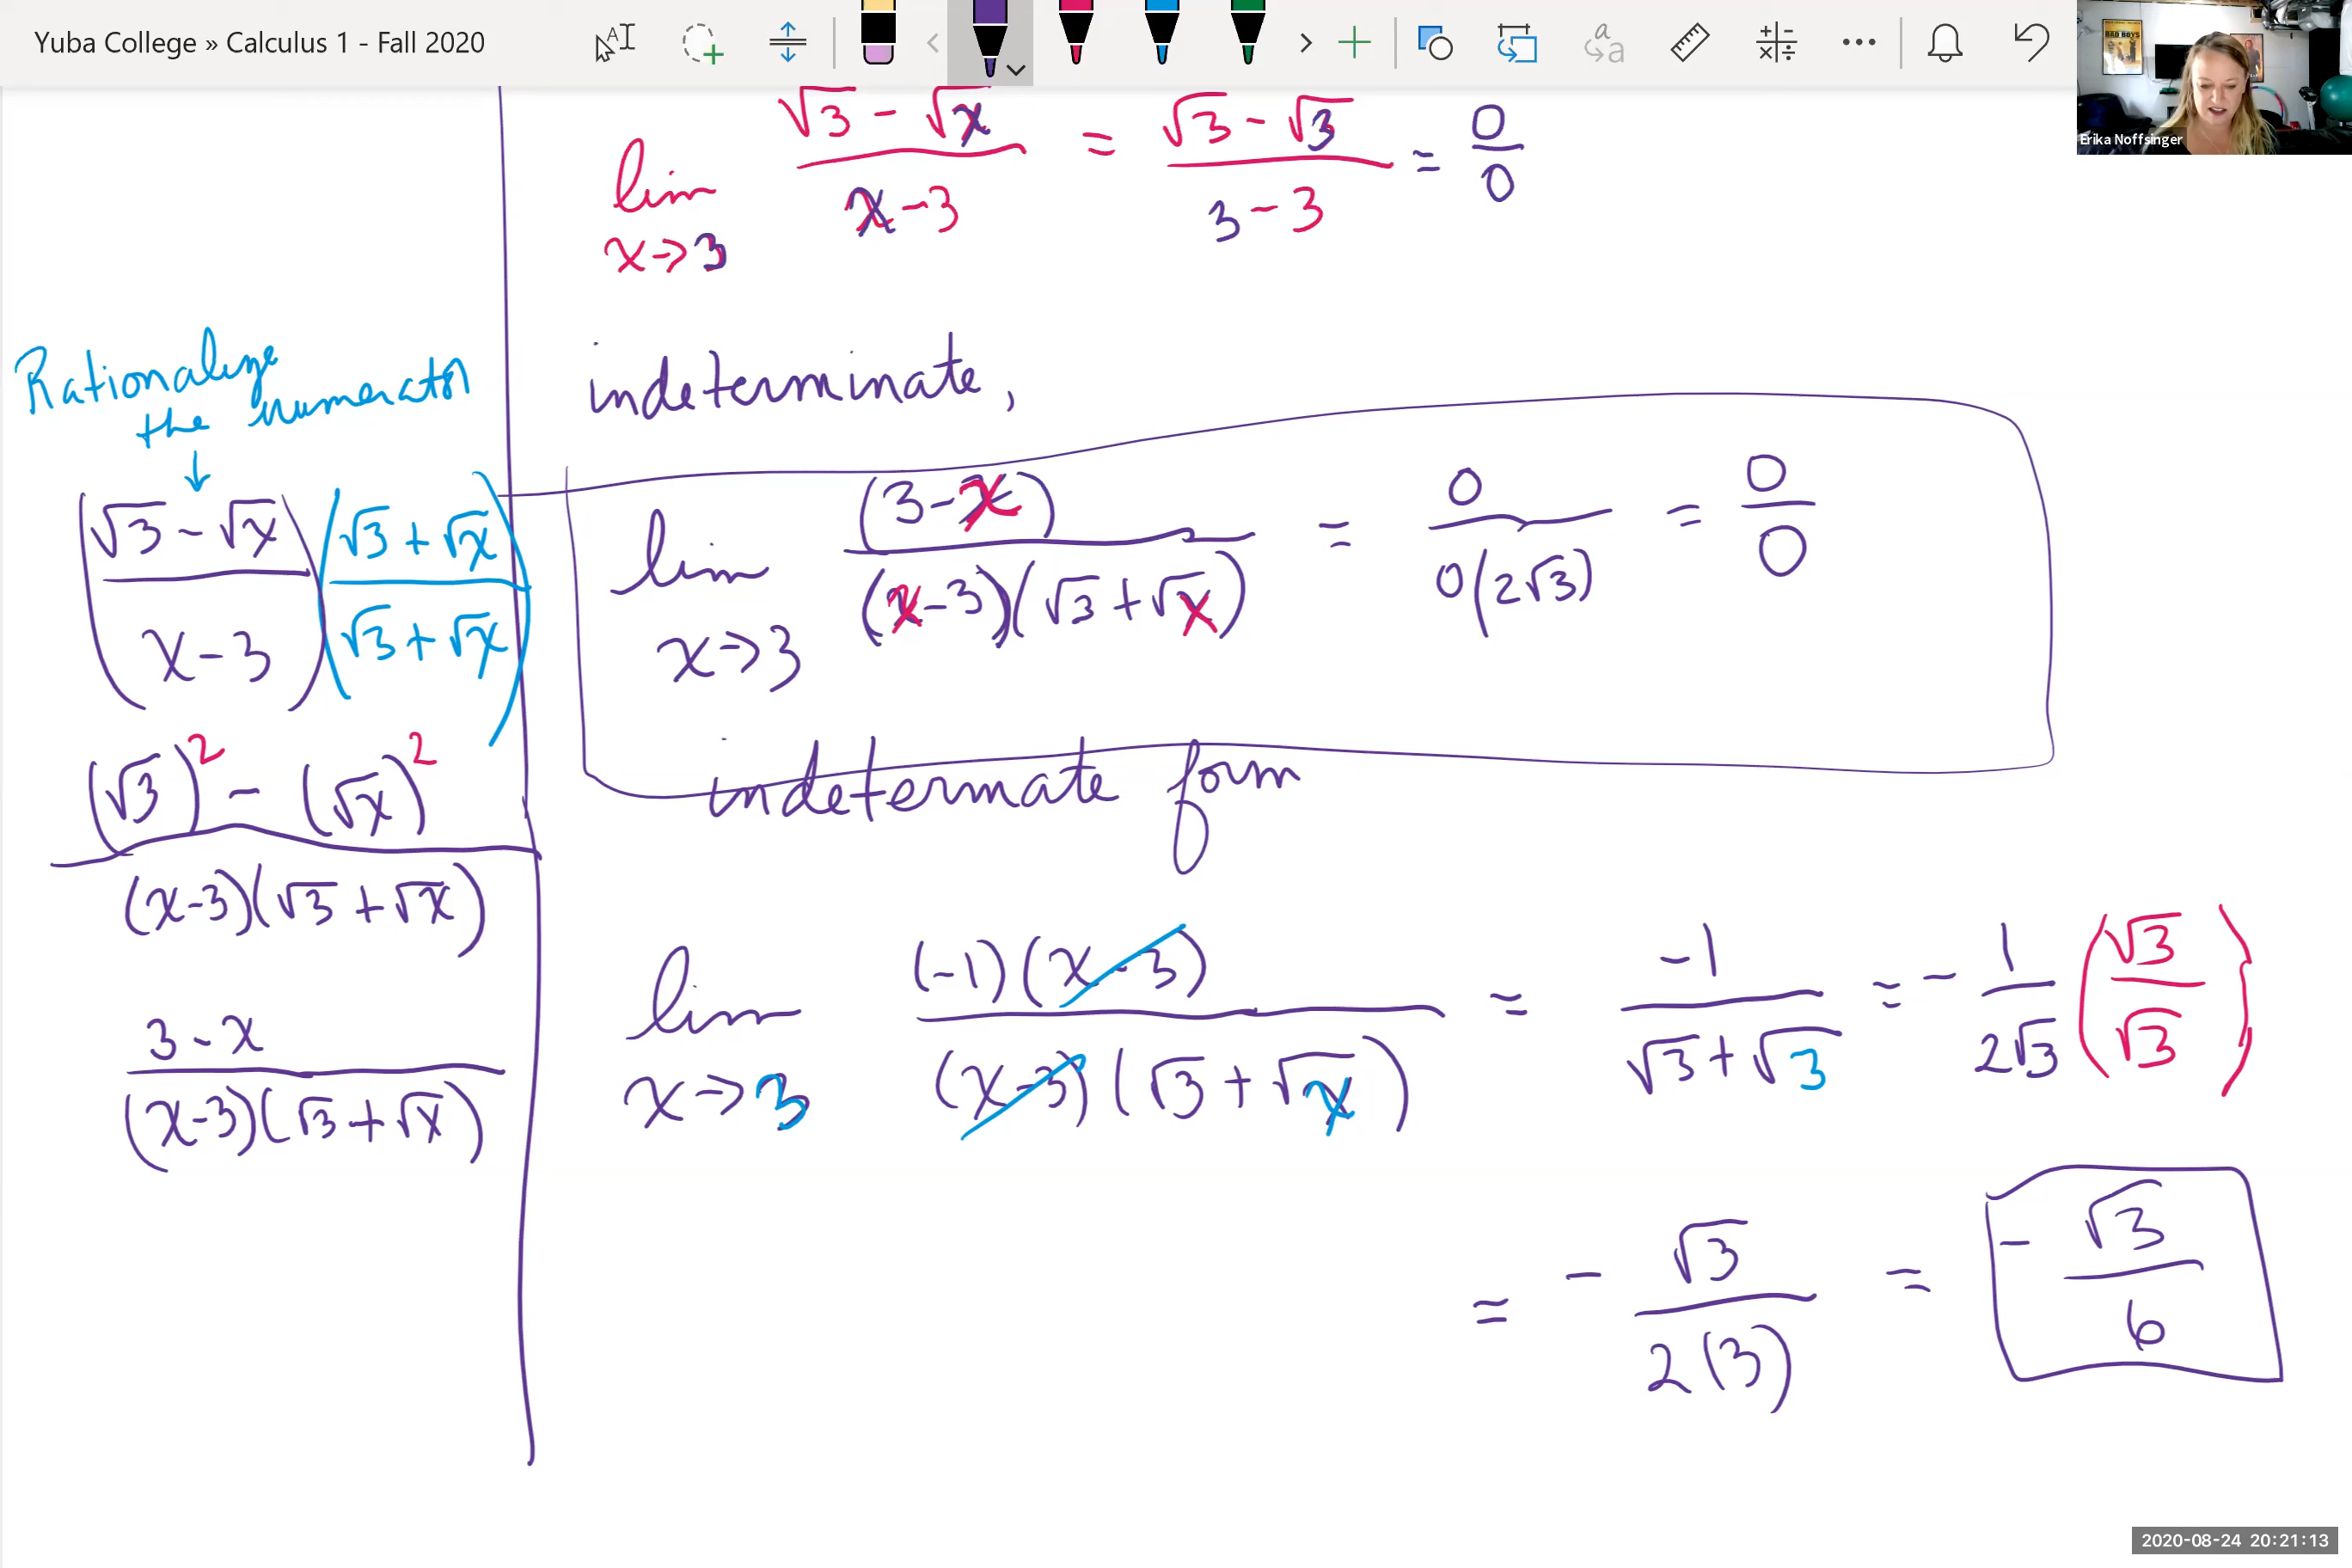 Yuba College » Calculus 1 - Fall 2020
Erika Noffsinger
lim x→3 (√3 - √x)/(x-3) = (√3 - √3)/(3-3) = 0/0
Rationalize
the numerator
↓
indeterminate,
((√3 - √x)/(x-3)) ((√3 + √x)/(√3 + √x))
((√3)² - (√x)²)/((x-3)(√3 + √x))
(3-x)/((x-3)(√3 + √x))
lim x→3 (3-x)/((x-3)(√3 + √x)) = 0/(0(2√3)) = 0/0
indetermate form
lim x→3 ((-1)(x-3))/((x-3)(√3 + √x)) = -1/(√3 + √3) = - 1/(2√3) (√3/√3)
= - √3/(2(3)) = - √3/6
2020-08-24 20:21:13